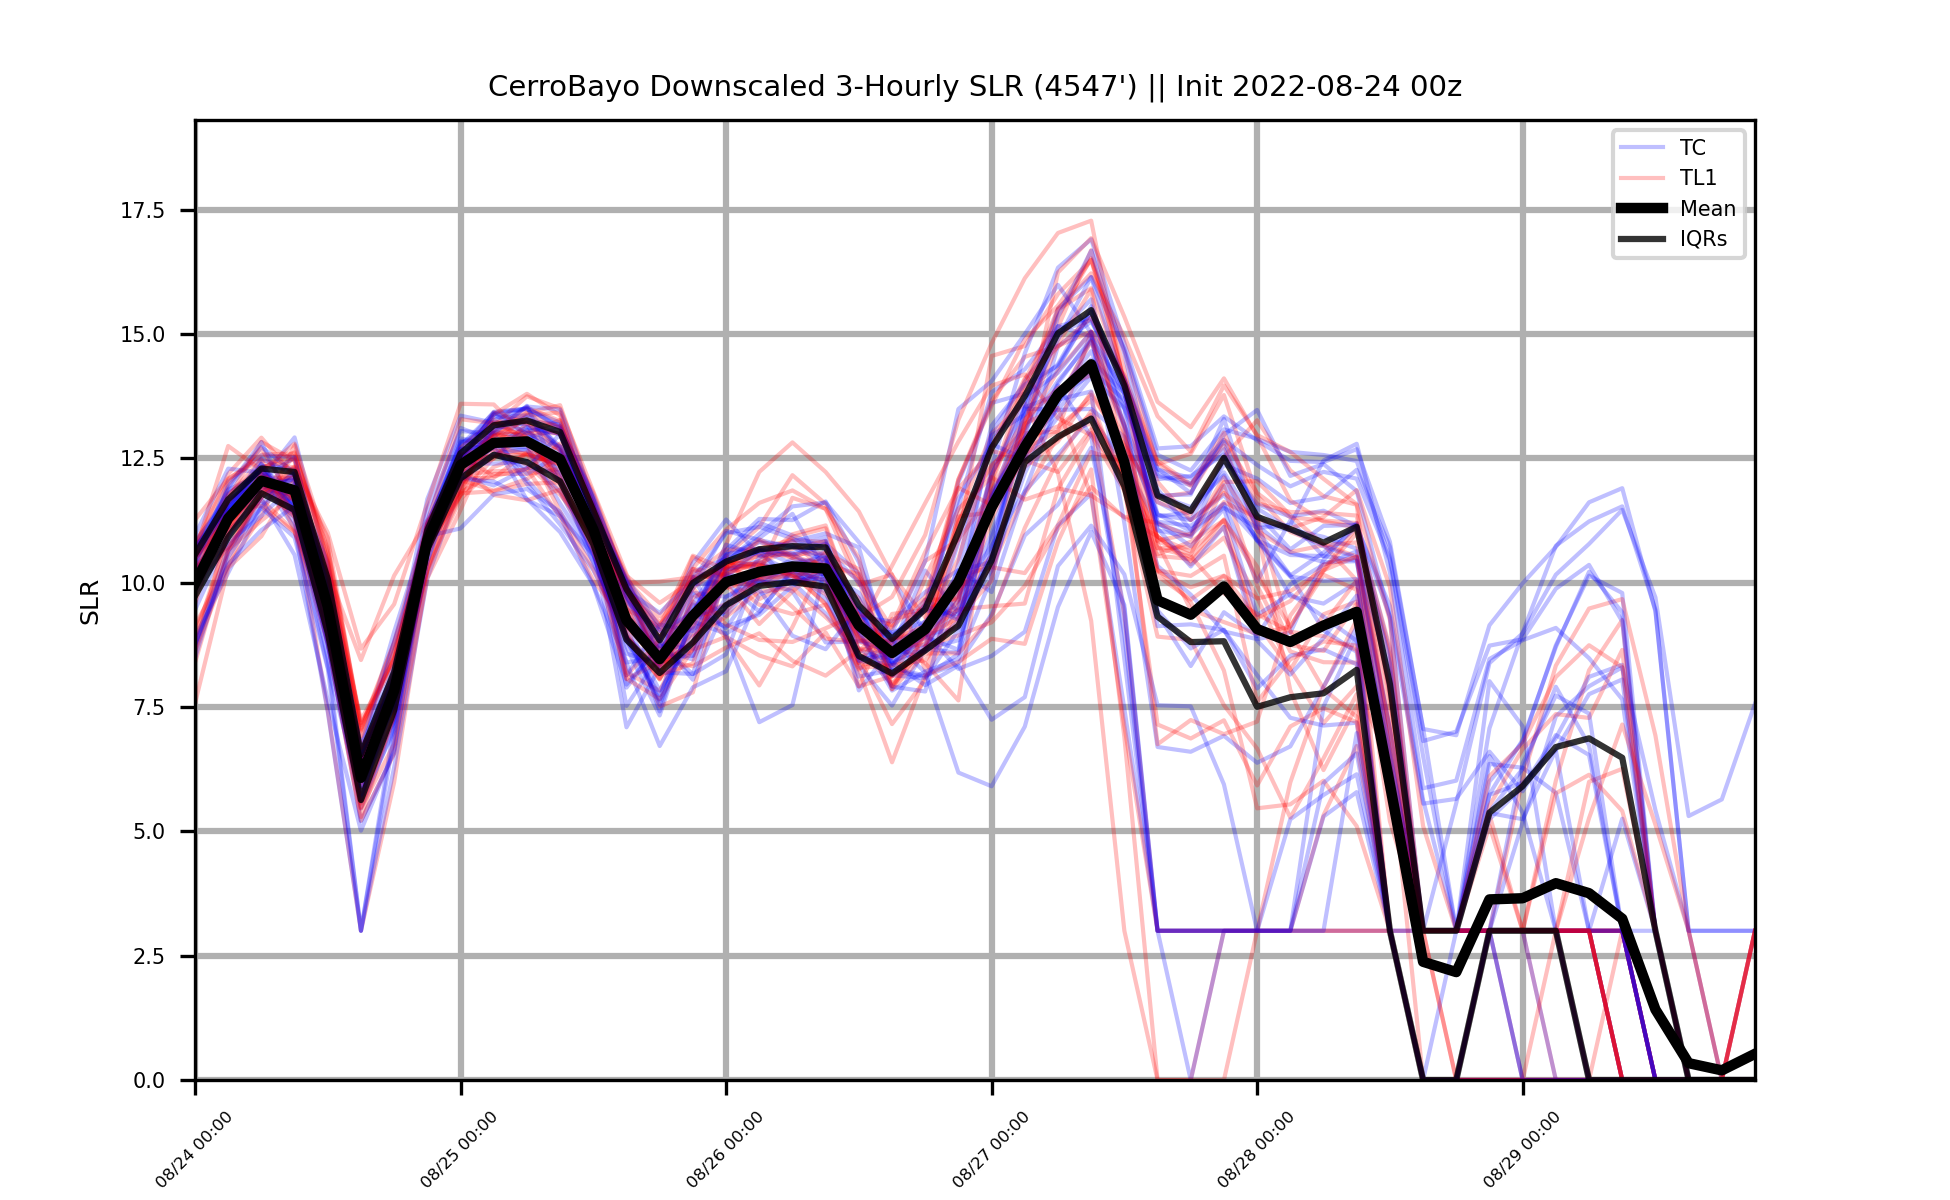 CerroBayo Downscaled 3-Hourly SLR (4547') || Init 2022-08-24 00z
TC
TL1
Mean
IQRs
SLR
17.5
15.0
12.5
10.0
7.5
5.0
2.5
0.0
08/24 00:00
08/25 00:00
08/26 00:00
08/27 00:00
08/28 00:00
08/29 00:00